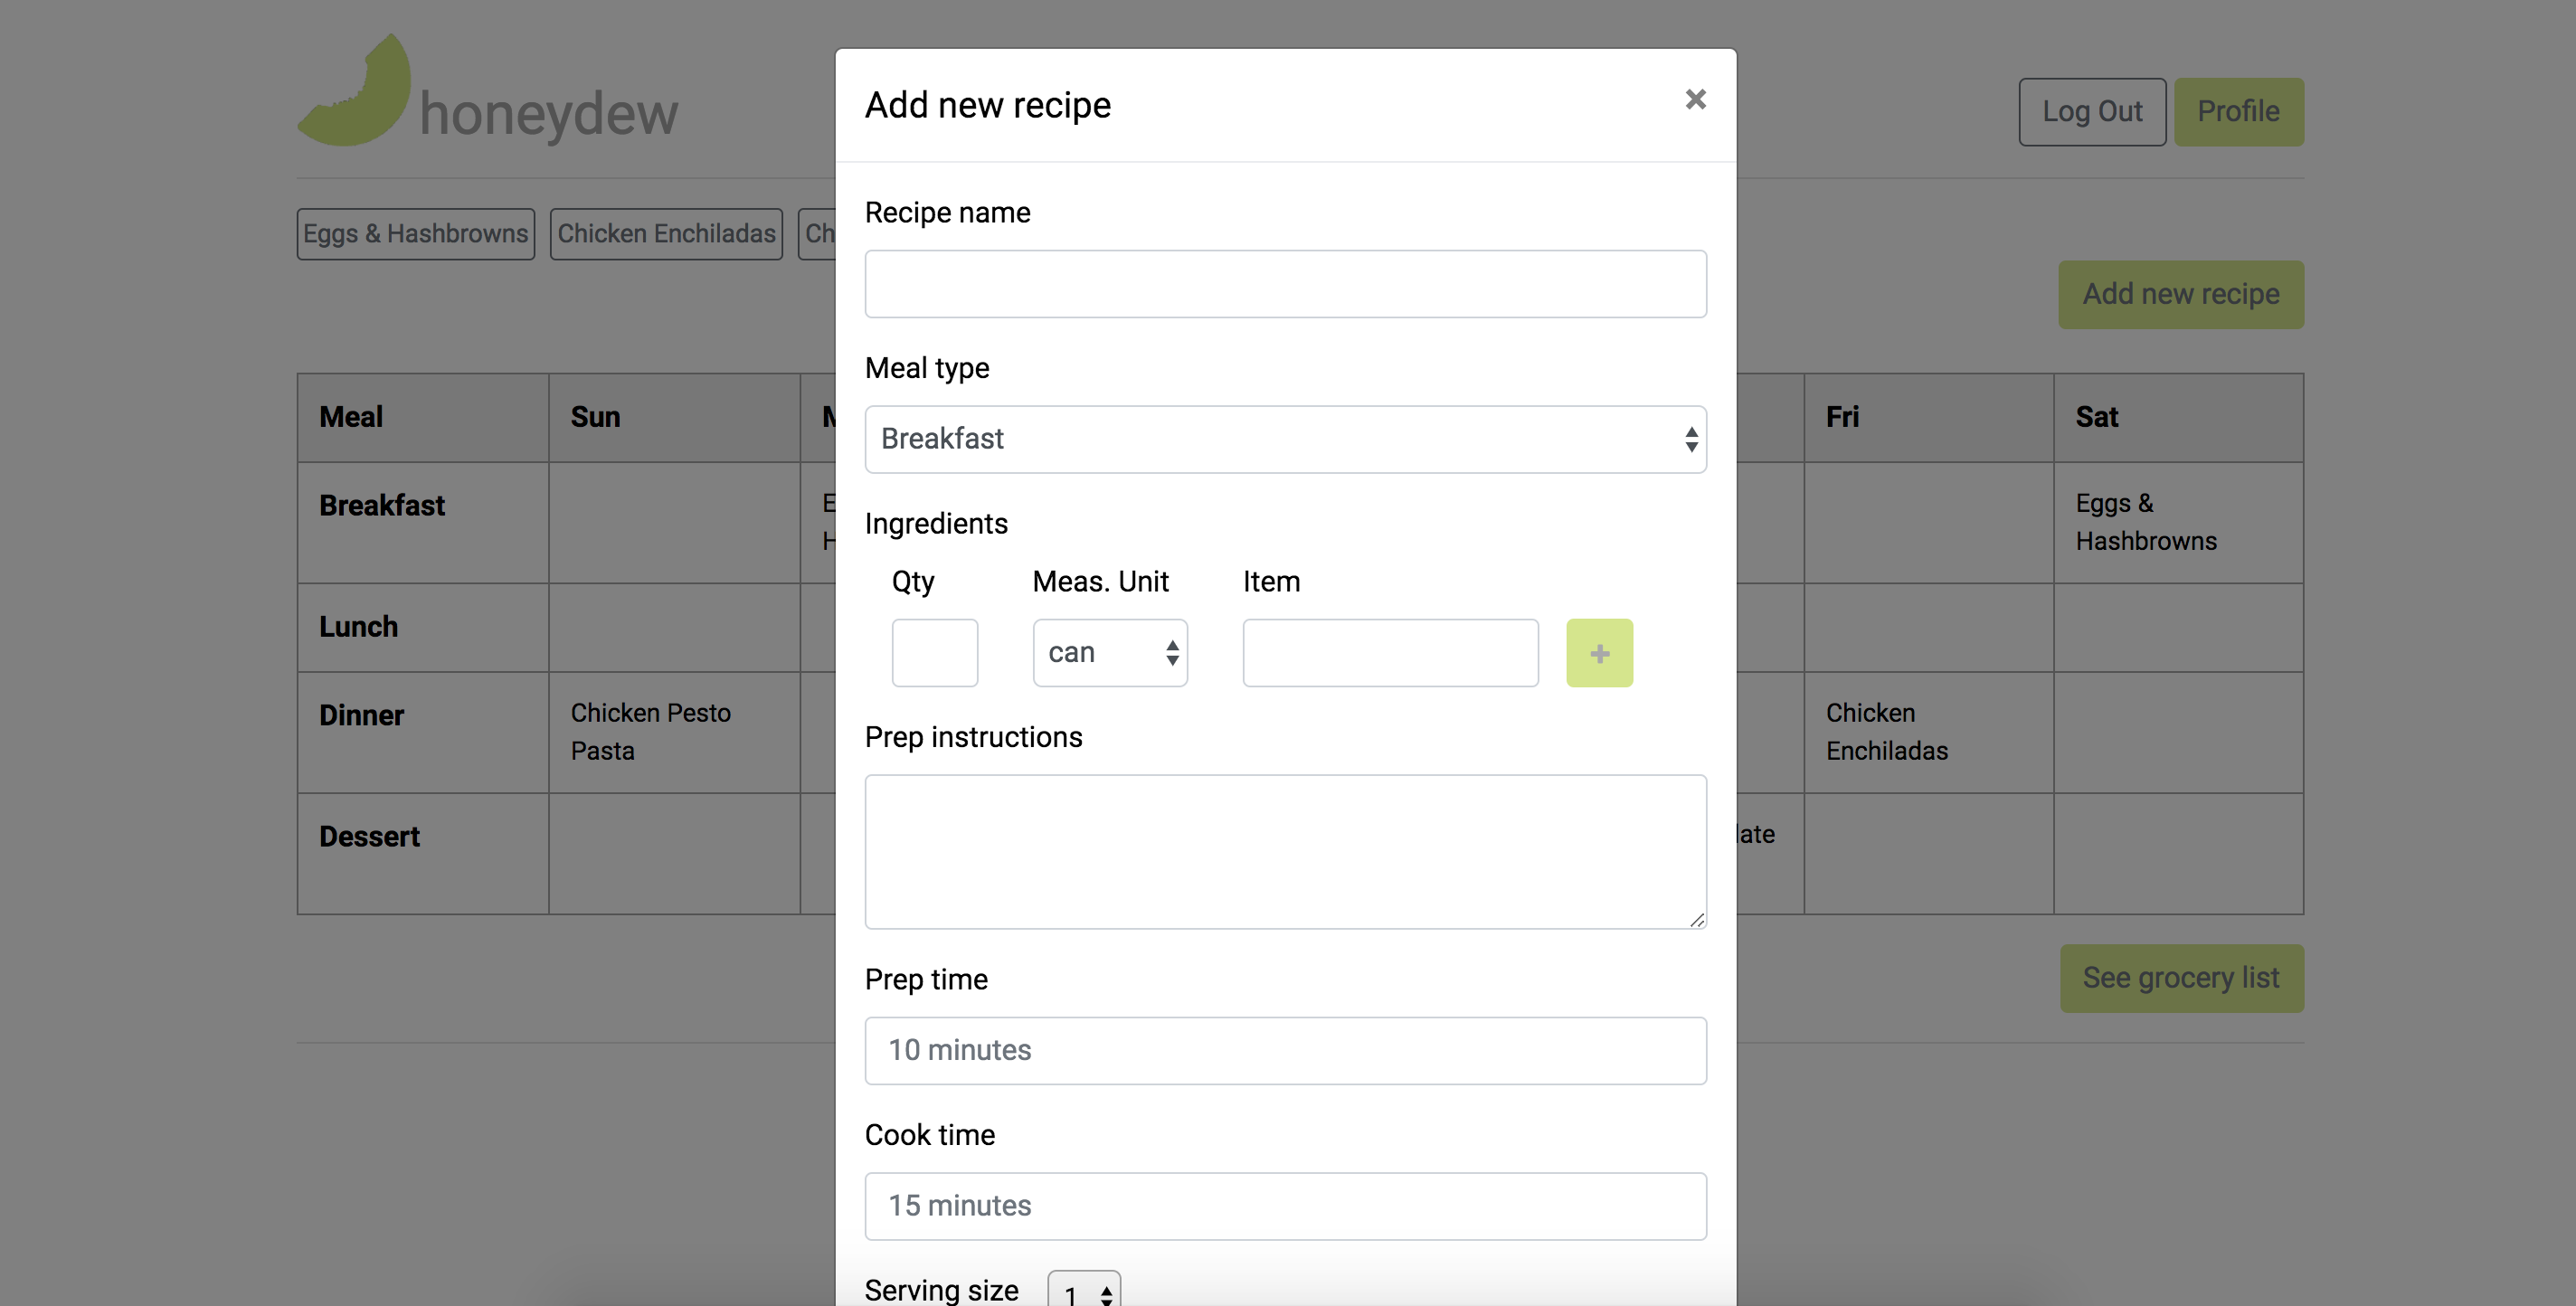 honeydew
Log Out
Profile
Eggs & Hashbrowns
Chicken Enchiladas
Add new recipe
Meal
Sun
Fri
Sat
Breakfast
Eggs &
Hashbrowns
Lunch
Dinner
Chicken Pesto
Pasta
Chicken
Enchiladas
Dessert
See grocery list
Add new recipe
×
Recipe name
Meal type
Breakfast
Ingredients
Qty
Meas. Unit
Item
can
+
Prep instructions
Prep time
10 minutes
Cook time
15 minutes
Serving size
1